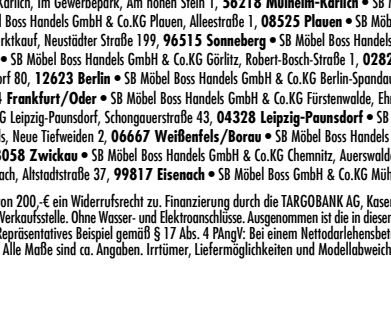 Kärlich, Im Gewerbepark, Am hohen Stein 1, 56218 Mülheim-Kärlich • SB M
l Boss Handels GmbH & Co.KG Plauen, Alleestraße 1, 08525 Plauen • SB Möbel
rktkauf, Neustädter Straße 199, 96515 Sonneberg • SB Möbel Boss Handels
• SB Möbel Boss Handels GmbH & Co.KG Görlitz, Robert-Bosch-Straße 1, 0282
orf 80, 12623 Berlin • SB Möbel Boss Handels GmbH & Co.KG Berlin-Spandau
Frankfurt/Oder • SB Möbel Boss Handels GmbH & Co.KG Fürstenwalde, Ehr
G Leipzig-Paunsdorf, Schongauerstraße 43, 04328 Leipzig-Paunsdorf • SB
ls, Neue Tiefweiden 2, 06667 Weißenfels/Borau • SB Möbel Boss Handels
8058 Zwickau • SB Möbel Boss Handels GmbH & Co.KG Chemnitz, Auerswalde
ach, Altstadtstraße 37, 99817 Eisenach • SB Möbel Boss GmbH & Co.KG Müh
von 200,-€ ein Widerrufsrecht zu. Finanzierung durch die TARGOBANK AG, Kaser
Verkaufsstelle. Ohne Wasser- und Elektroanschlüsse. Ausgenommen ist die in dieser
Repräsentatives Beispiel gemäß § 17 Abs. 4 PAngV: Bei einem Nettodarlehensbet
Alle Maße sind ca. Angaben. Irrtümer, Liefermöglichkeiten und Modellabweich